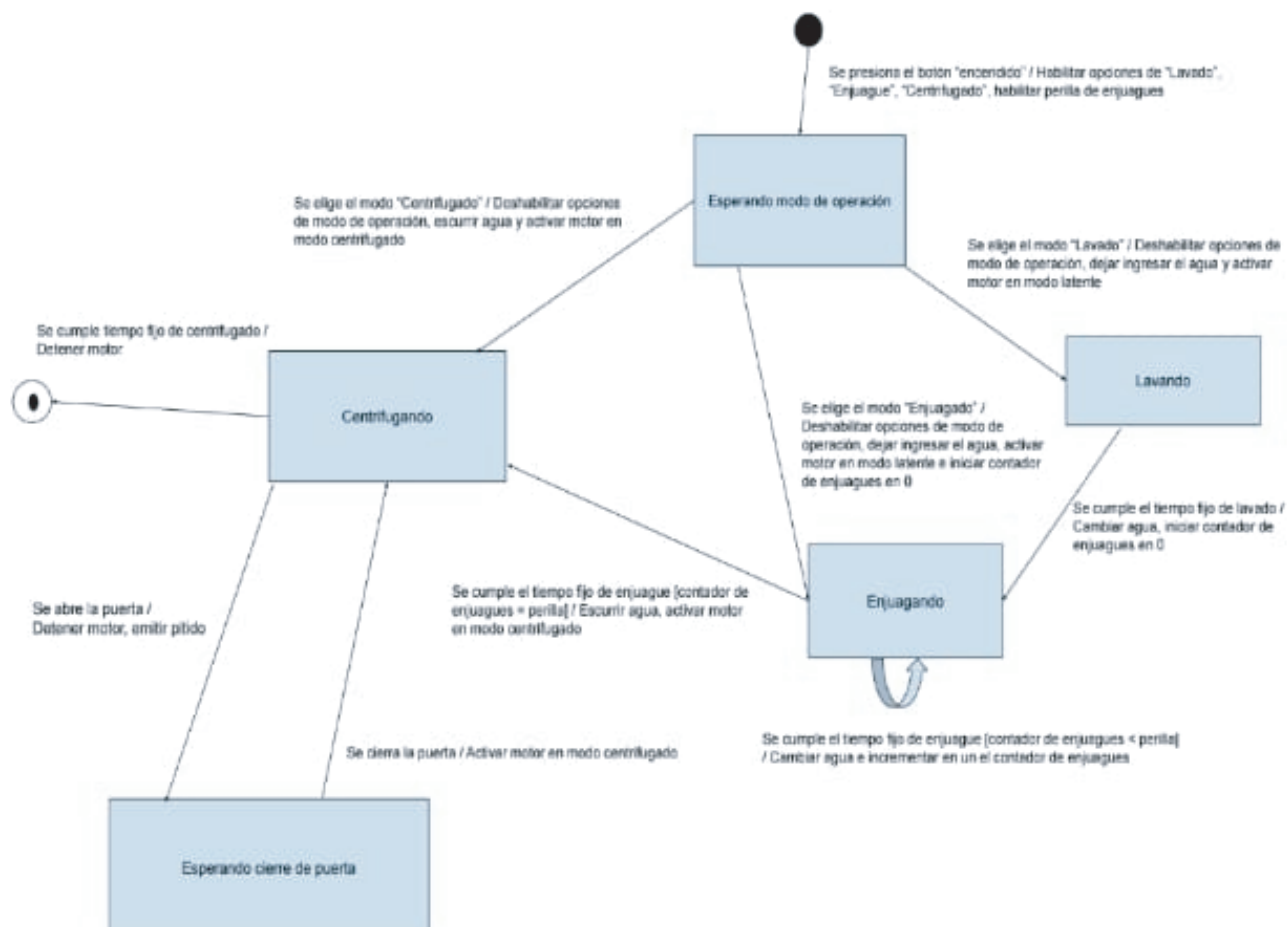 Se presiona el botón "encendido" / Habilitar opciones de "Lavado",
"Enjuague", "Centrifugado", habilitar perilla de enjuagues
Esperando modo de operación
Se elige el modo "Centrifugado" / Deshabilitar opciones
de modo de operación, escurrir agua y activar motor en
modo centrifugado
Se elige el modo "Lavado" / Deshabilitar opciones de
modo de operación, dejar ingresar el agua y activar
motor en modo latente
Se cumple tiempo fijo de centrifugado /
Detener motor.
Centrifugando
Lavando
Se elige el modo "Enjuagado" /
Deshabilitar opciones de modo de
operación, dejar ingresar el agua, activar
motor en modo latente e iniciar contador
de enjuagues en 0
Se cumple el tiempo fijo de lavado /
Cambiar agua, iniciar contador de
enjuagues en 0
Se cumple el tiempo fijo de enjuague [contador de
enjuagues = perilla] / Escurrir agua, activar motor
en modo centrifugado
Enjuagando
Se abre la puerta /
Detener motor, emitir pitido
Se cierra la puerta / Activar motor en modo centrifugado
Se cumple el tiempo fijo de enjuague [contador de enjuagues < perilla]
/ Cambiar agua e incrementar en un el contador de enjuagues
Esperando cierre de puerta